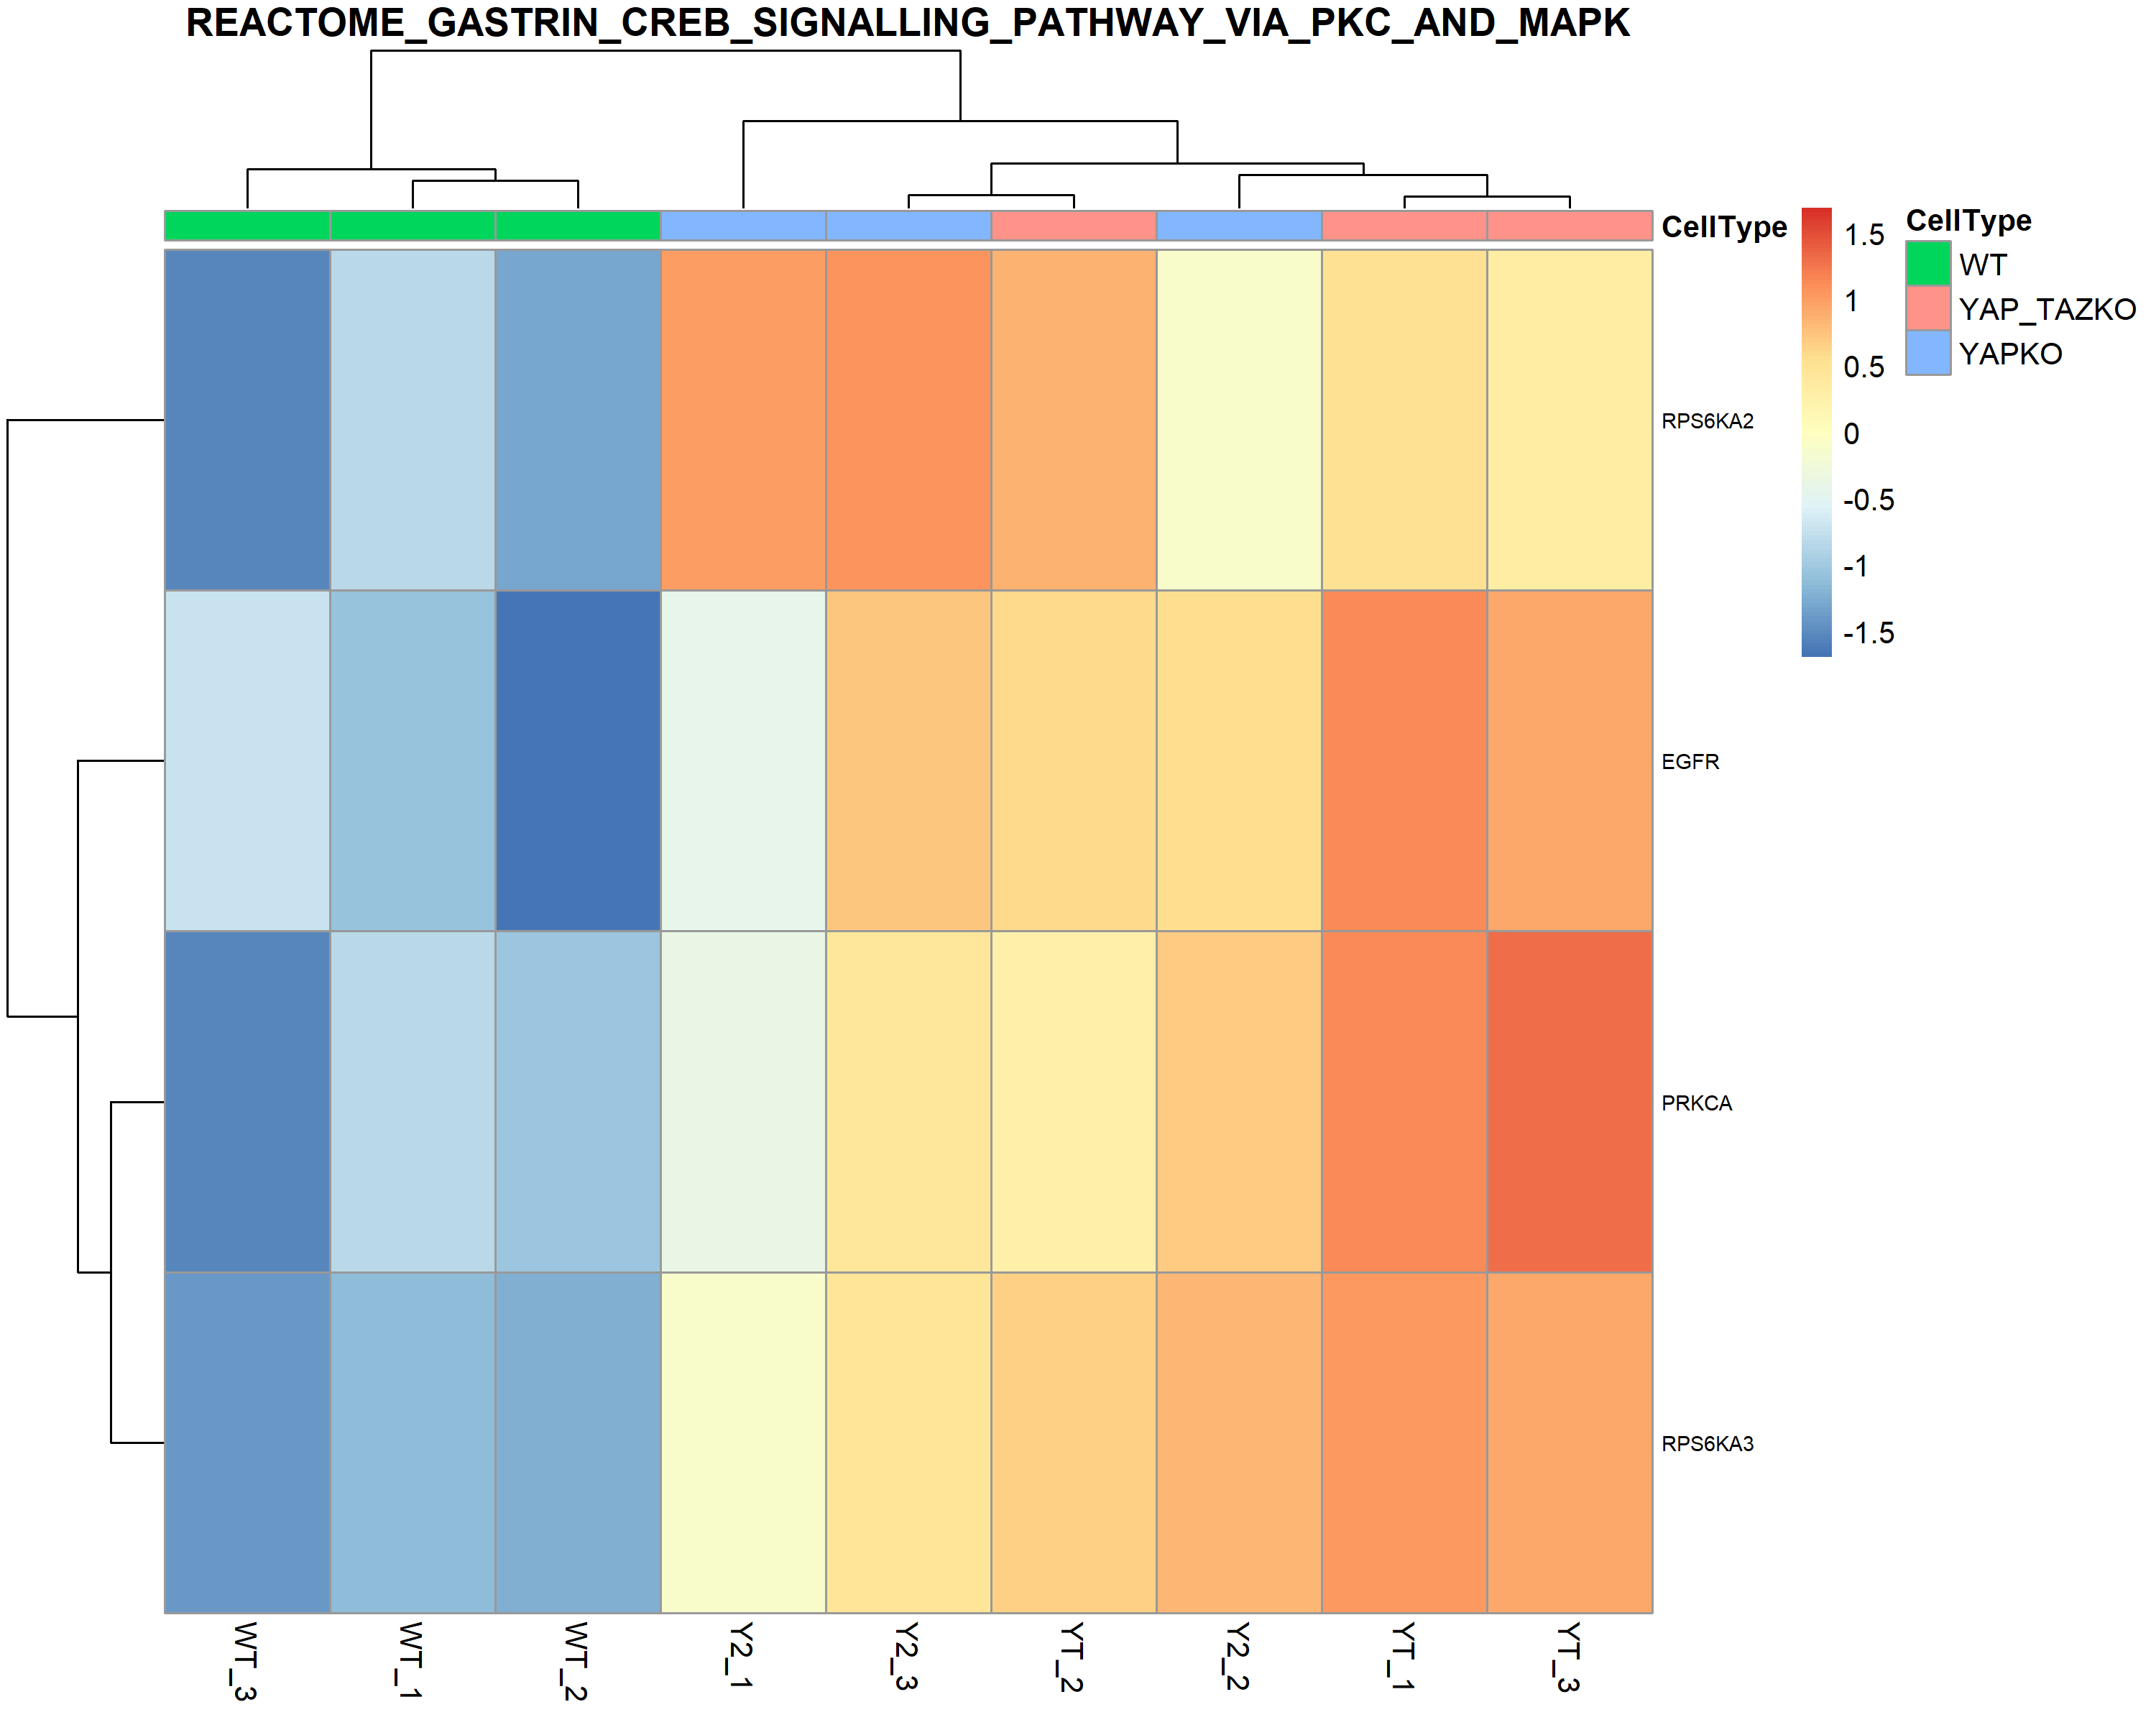 REACTOME_GASTRIN_CREB_SIGNALLING_PATHWAY_VIA_PKC_AND_MAPK
CellType
1.5
1
0.5
0
-0.5
-1
-1.5
CellType
WT
YAP_TAZKO
YAPKO
RPS6KA2
EGFR
PRKCA
RPS6KA3
WT_3
WT_1
WT_2
Y2_1
Y2_3
YT_2
Y2_2
YT_1
YT_3